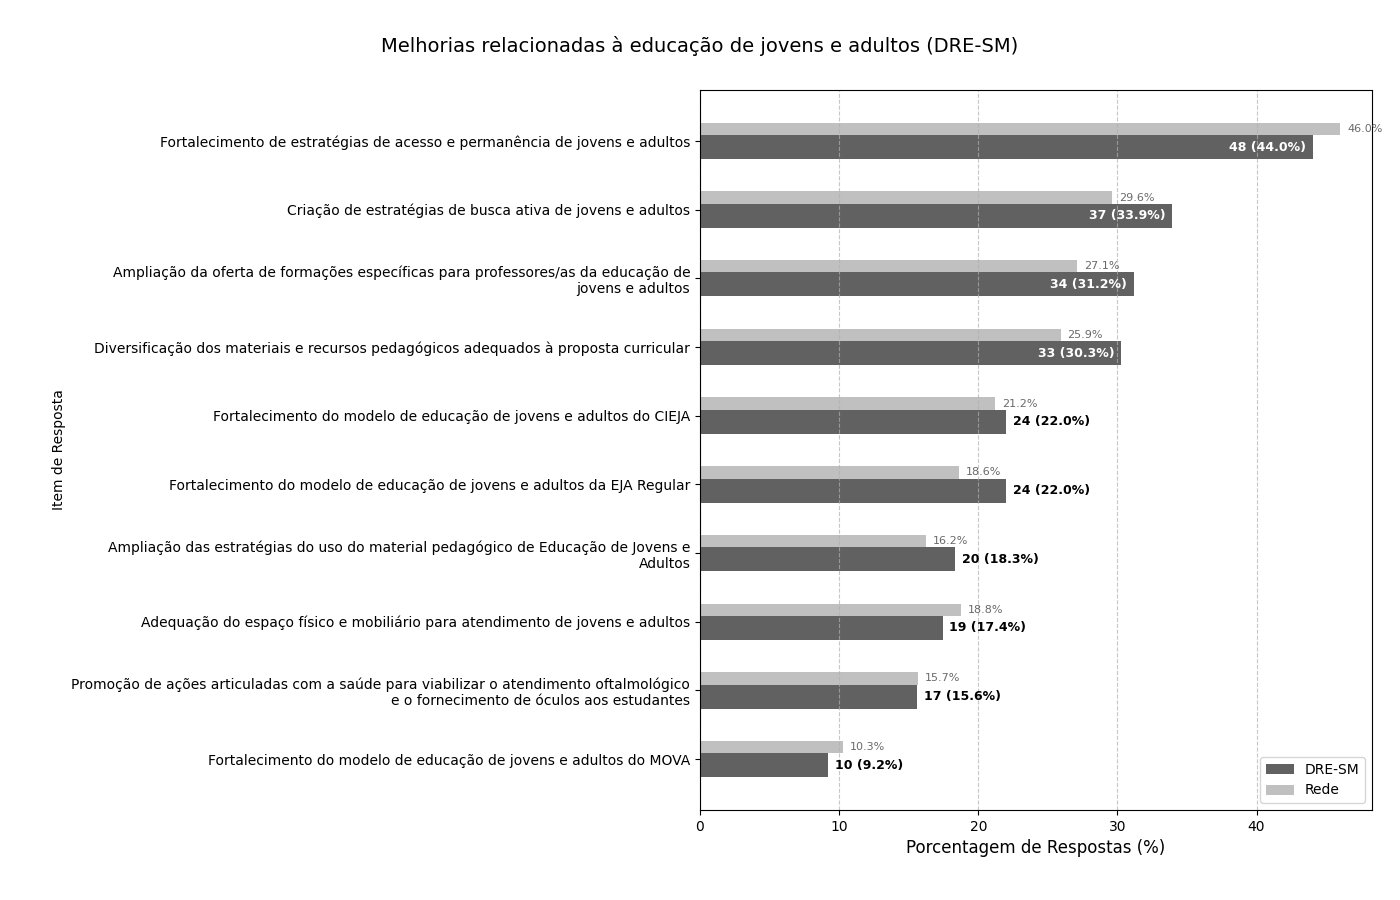 Melhorias relacionadas à educação de jovens e adultos (DRE-SM)
Item de Resposta
Fortalecimento de estratégias de acesso e permanência de jovens e adultos
46.0%
48 (44.0%)
Criação de estratégias de busca ativa de jovens e adultos
29.6%
37 (33.9%)
Ampliação da oferta de formações específicas para professores/as da educação de
jovens e adultos
27.1%
34 (31.2%)
Diversificação dos materiais e recursos pedagógicos adequados à proposta curricular
25.9%
33 (30.3%)
Fortalecimento do modelo de educação de jovens e adultos do CIEJA
21.2%
24 (22.0%)
Fortalecimento do modelo de educação de jovens e adultos da EJA Regular
18.6%
24 (22.0%)
Ampliação das estratégias do uso do material pedagógico de Educação de Jovens e
Adultos
16.2%
20 (18.3%)
Adequação do espaço físico e mobiliário para atendimento de jovens e adultos
18.8%
19 (17.4%)
Promoção de ações articuladas com a saúde para viabilizar o atendimento oftalmológico
e o fornecimento de óculos aos estudantes
15.7%
17 (15.6%)
Fortalecimento do modelo de educação de jovens e adultos do MOVA
10.3%
10 (9.2%)
DRE-SM
Rede
0 10 20 30 40
Porcentagem de Respostas (%)